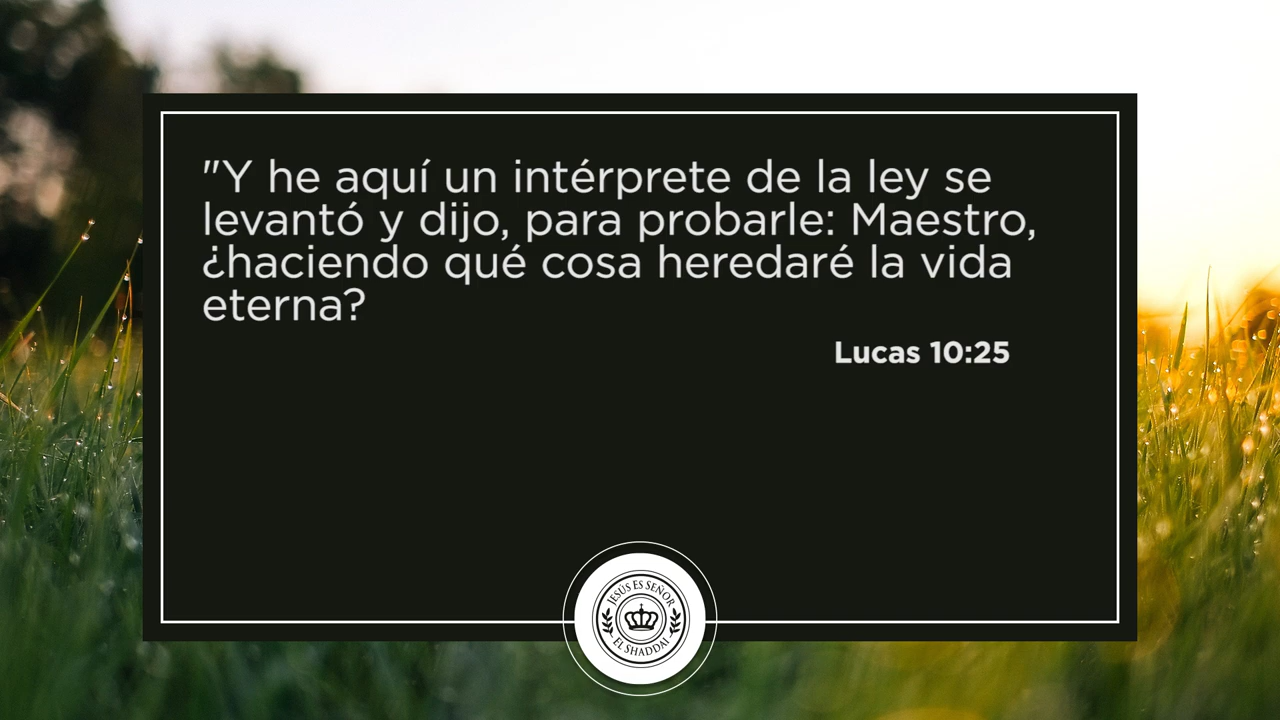 "Y he aquí un intérprete de la ley se
levantó y dijo, para probarle: Maestro,
¿haciendo qué cosa heredaré la vida
eterna?
Lucas 10:25
JESÚS ES SEÑOR
EL SHADDAI